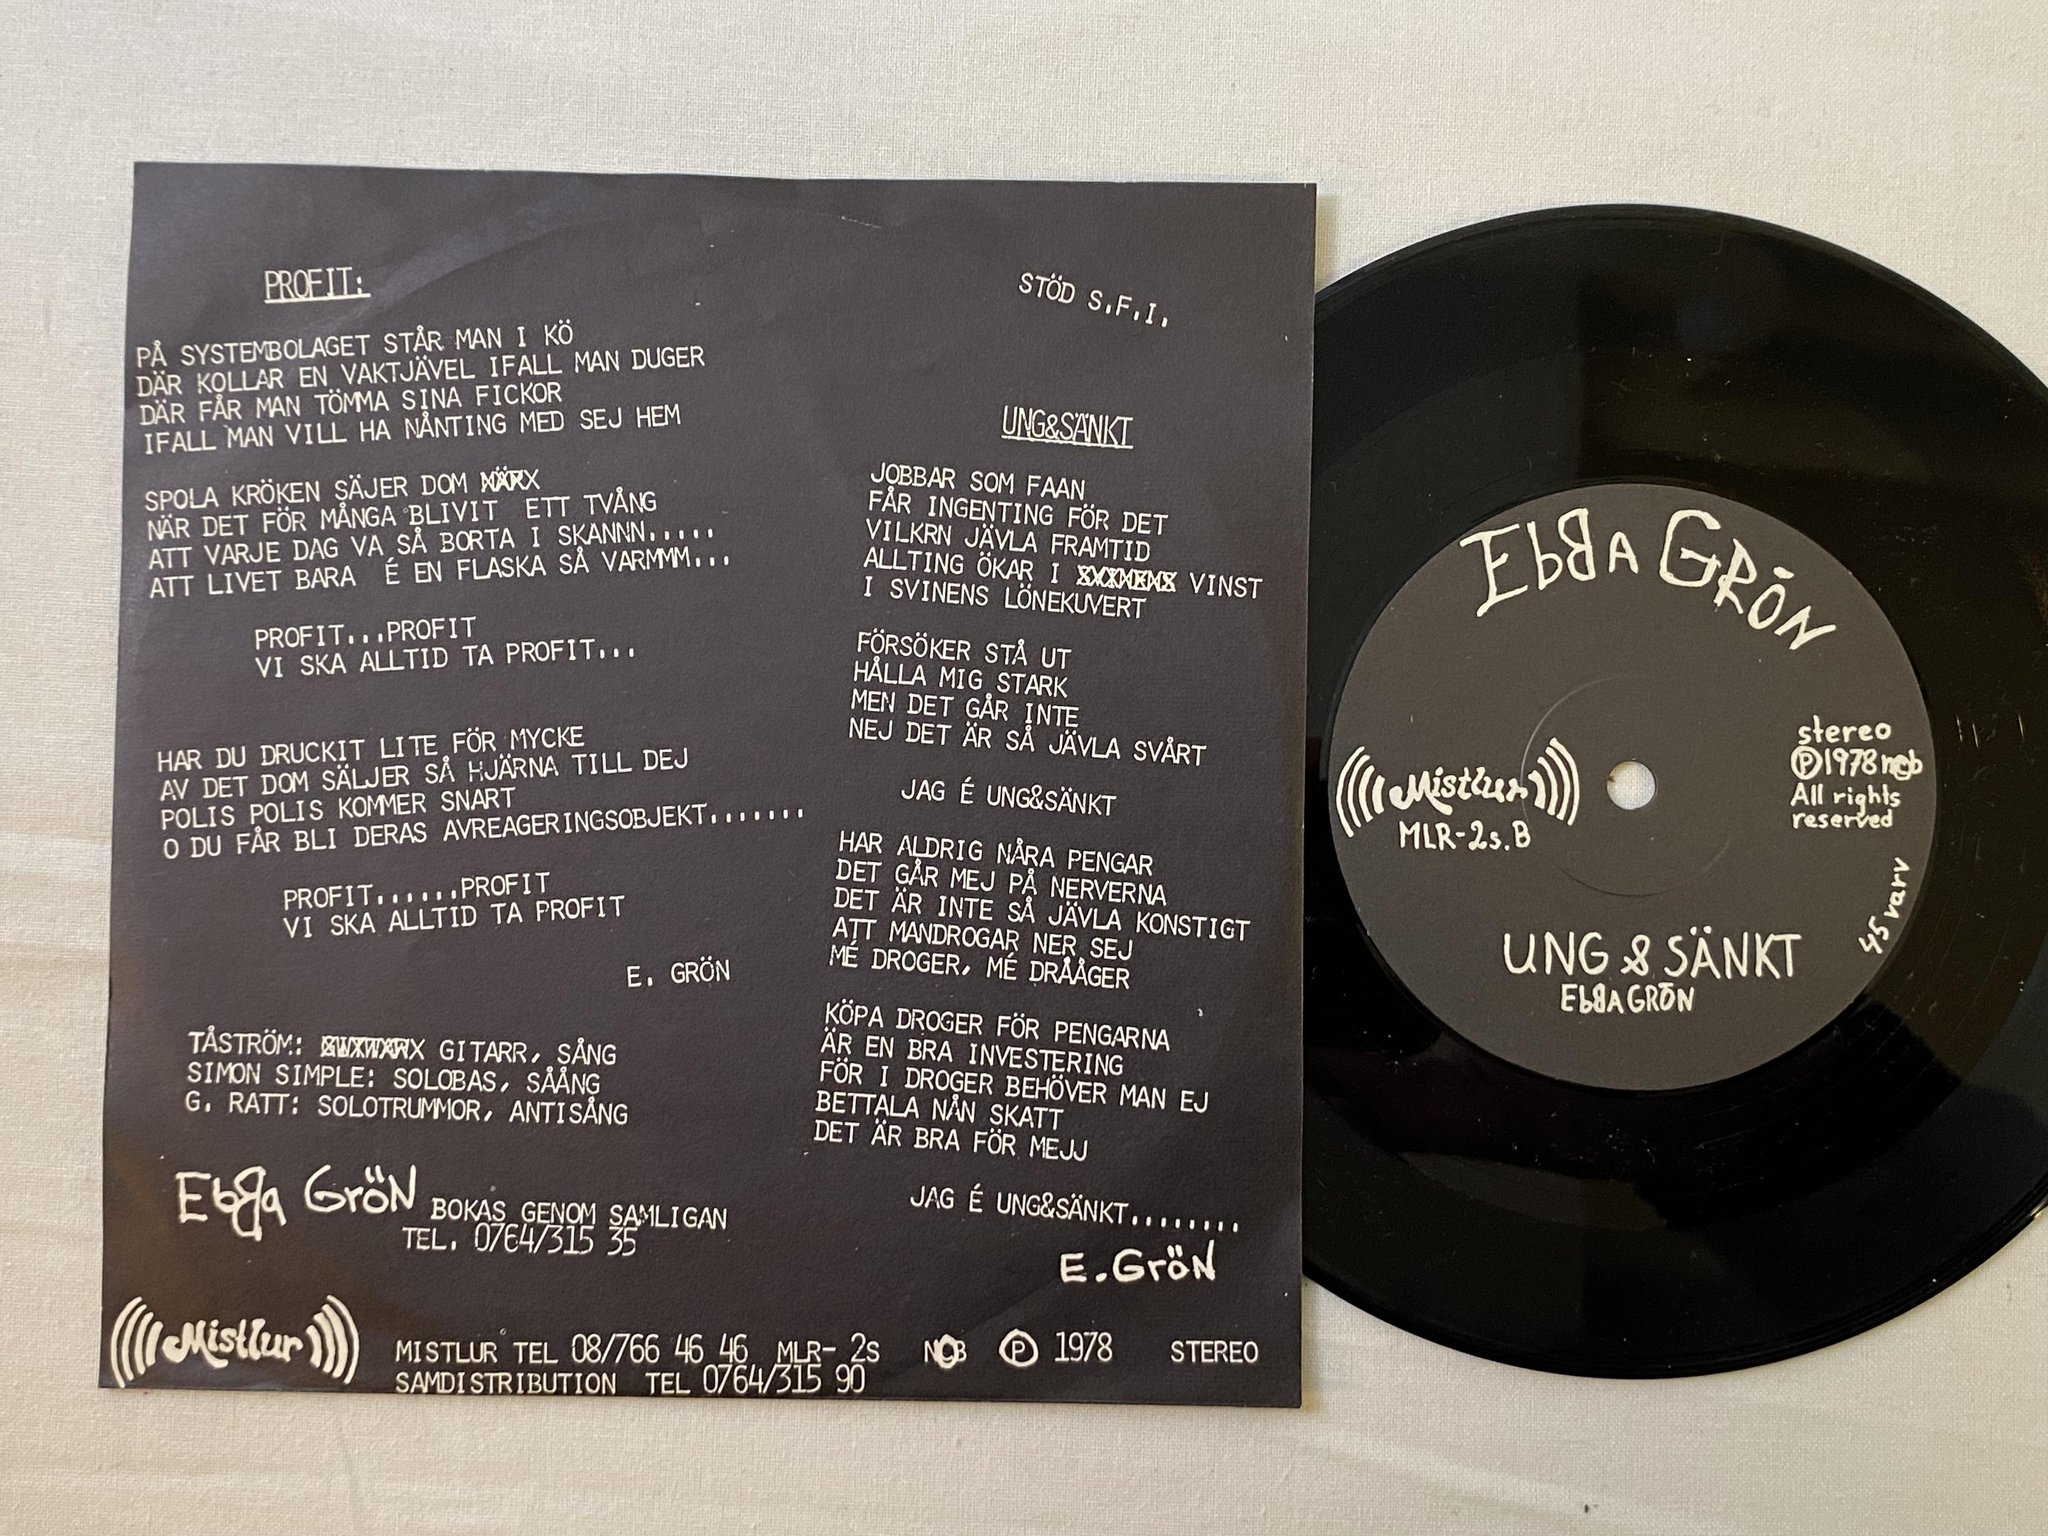 PROFIT:
PÅ SYSTEMBOLAGET STÅR MAN I KÖ
DÄR KOLLAR EN VAKTJÄVEL IFALL MAN DUGER
DÄR FÅR MAN TÖMMA SINA FICKOR
IFALL MAN VILL HA NÅNTING MED SEJ HEM
SPOLA KRÖKEN SÄJER DOM
NÄR DET FÖR MÅNGA BLIVIT ETT TVÅNG
ATT VARJE DAG VA SÅ BORTA I SKANNN.....
ATT LIVET BARA É EN FLASKA SÅ VARMMM...
PROFIT...PROFIT
VI SKA ALLTID TA PROFIT...
HAR DU DRUCKIT LITE FÖR MYCKE
AV DET DOM SÄLJER SÅ HJÄRNA TILL DEJ
POLIS POLIS KOMMER SNART
O DU FÅR BLI DERAS AVREAGERINGSOBJEKT.......
PROFIT......PROFIT
VI SKA ALLTID TA PROFIT
E. GRÖN
TÅSTRÖM: GITARR, SÅNG
SIMON SIMPLE: SOLOBAS, SÅÅNG
G. RATT: SOLOTRUMMOR, ANTISÅNG
EbBa GRÖN BOKAS GENOM SAMLIGAN
TEL. 0764/315 35
STÖD S.F.I.
UNG&SÄNKT
JOBBAR SOM FAAN
FÅR INGENTING FÖR DET
VILKRN JÄVLA FRAMTID
ALLTING ÖKAR I VINST
I SVINENS LÖNEKUVERT
FÖRSÖKER STÅ UT
HÅLLA MIG STARK
MEN DET GÅR INTE
NEJ DET ÄR SÅ JÄVLA SVÅRT
JAG É UNG&SÄNKT
HAR ALDRIG NÅRA PENGAR
DET GÅR MEJ PÅ NERVERNA
DET ÄR INTE SÅ JÄVLA KONSTIGT
ATT MANDROGAR NER SEJ
MÉ DROGER, MÉ DRÅÅGER
KÖPA DROGER FÖR PENGARNA
ÄR EN BRA INVESTERING
FÖR I DROGER BEHÖVER MAN EJ
BETTALA NÅN SKATT
DET ÄR BRA FÖR MEJJ
JAG É UNG&SÄNKT........
E.GRÖN
Mistlur MISTLUR TEL 08/766 46 46 MLR- 2s NCB Ⓟ 1978 STEREO
SAMDISTRIBUTION TEL 0764/315 90
EbBA GRÖN
stereo
Ⓟ1978 ncb
All rights
reserved
Mistlur
MLR-2s.B
45 varv
UNG & SÄNKT
EbBA GRÖN